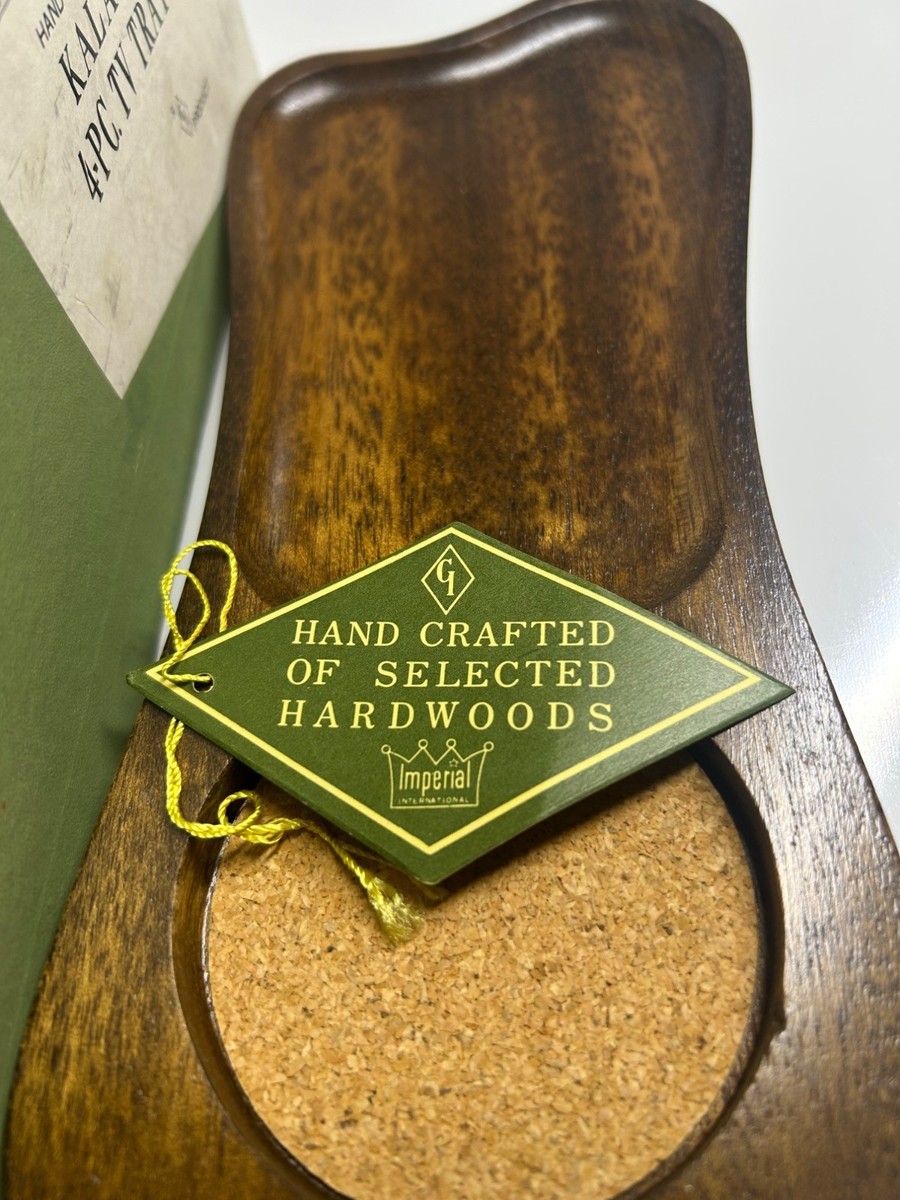 HAND
KALA
4-PC. TV TRAY
GI
HAND CRAFTED
OF SELECTED
HARDWOODS
Imperial
INTERNATIONAL